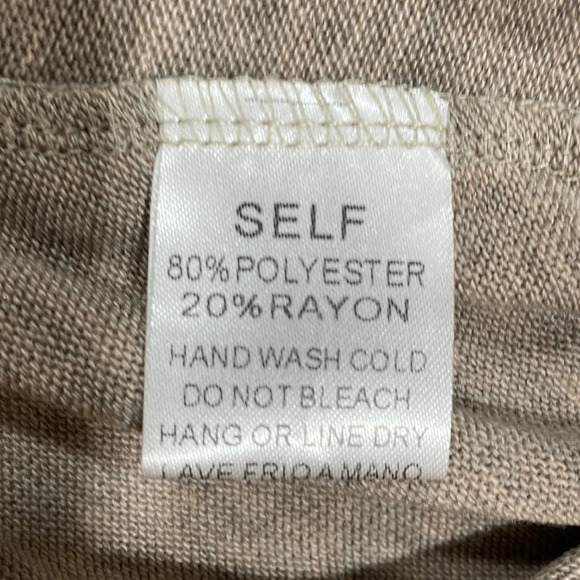 SELF
80%POLYESTER
20%RAYON
HAND WASH COLD
DO NOT BLEACH
HANG OR LINE DRY
LAVE FRIO A MANO